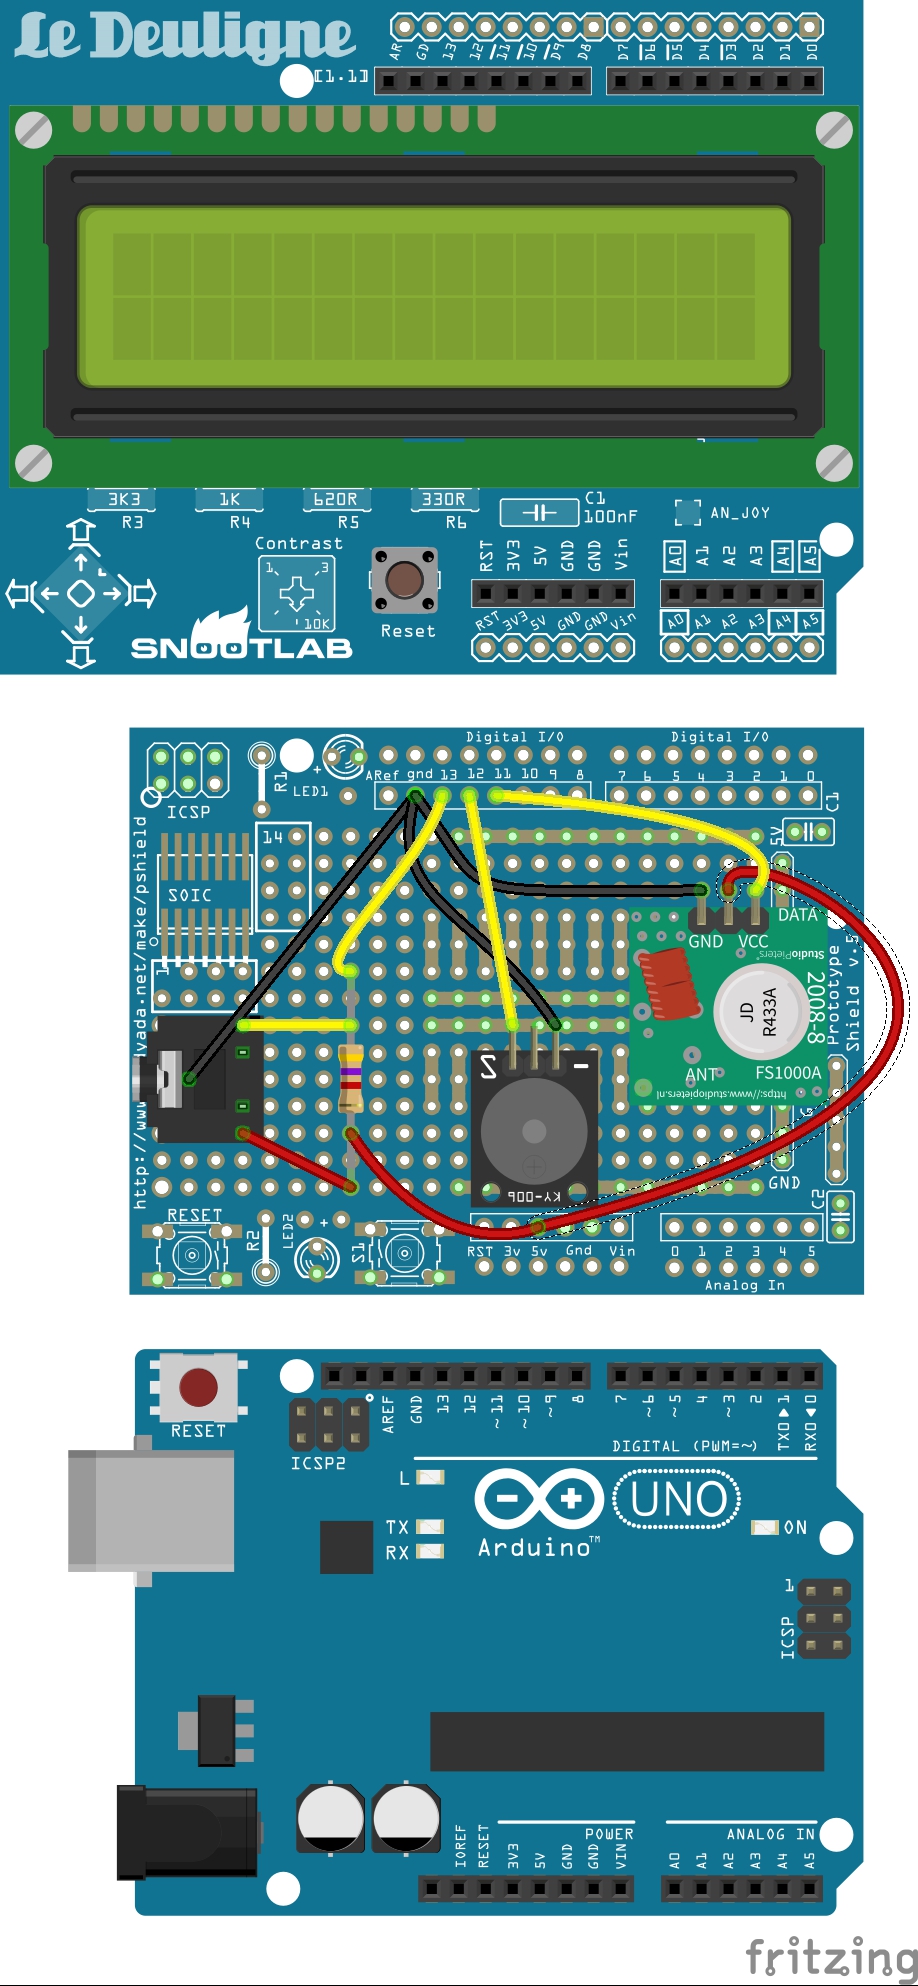 Le Deuligne
AR GD 13 12 11 10 D9 D8 D7 D6 D5 D4 D3 D2 D1 D0
[1.1]
3K3 1K 620R 330R
R3 R4 R5 R6
C1
100nF
AN_JOY
Contrast
1 3
10K
Reset
SNOOTLAB
RST 3V3 5V GND GND Vin
A0 A1 A2 A3 A4 A5
RST 3V3 5V GND GND Vin
A0 A1 A2 A3 A4 A5
Digital I/O Digital I/O
ICSP
R1
+
LED1
ARef gnd 13 12 11 10 9 8
7 6 5 4 3 2 1 0
C1
5V
14
SOIC
1
DATA
GND VCC
StudioPieters®
2008-8
JD
R433A
ANT
FS1000A
https://www.studiopieters.nl
Prototype
Shield v.5
S -
KY-006
GND
C2
RESET
R2
LED2
+
S1
RST 3v 5v Gnd Vin
0 1 2 3 4 5
Analog In
RESET
ICSP2
AREF GND 13 12 ~11 ~10 ~9 8
7 ~6 ~5 4 ~3 2 TX0▶1 RX0◀0
DIGITAL (PWM=~)
L
TX
RX
Arduino™
UNO
ON
1
ICSP
POWER
ANALOG IN
IOREF RESET 3V3 5V GND GND VIN
A0 A1 A2 A3 A4 A5
fritzing